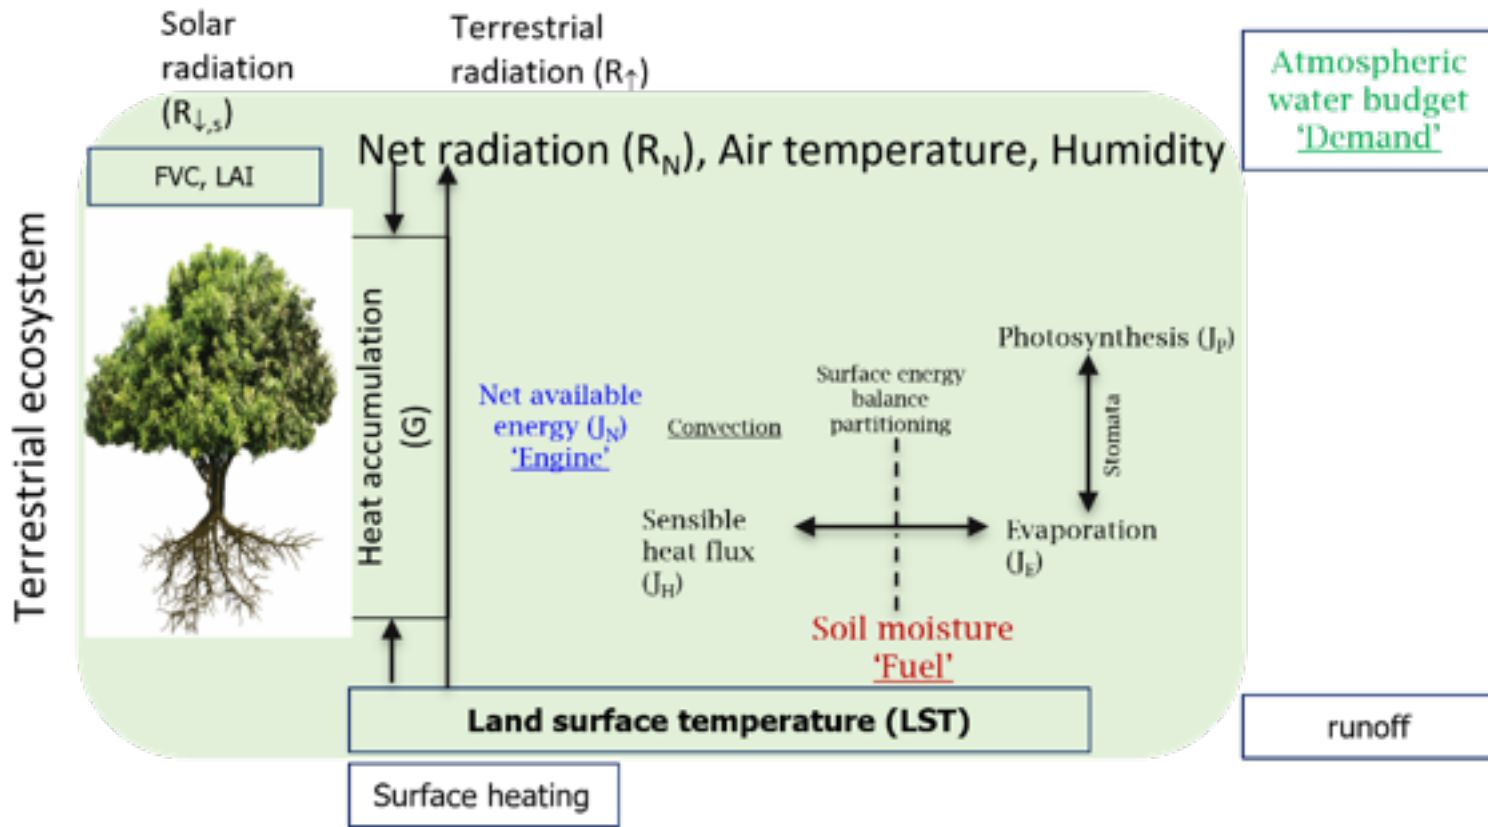 Solar
radiation
(R↓,s)
Terrestrial
radiation (R↑)
Atmospheric
water budget
‘Demand’
Net radiation (RN), Air temperature, Humidity
FVC, LAI
Terrestrial ecosystem
Heat accumulation
(G)
Net available
energy (JN)
‘Engine’
Convection
Surface energy
balance
partitioning
Photosynthesis (JP)
Stomata
Sensible
heat flux
(JH)
Evaporation
(JE)
Soil moisture
‘Fuel’
Land surface temperature (LST)
runoff
Surface heating